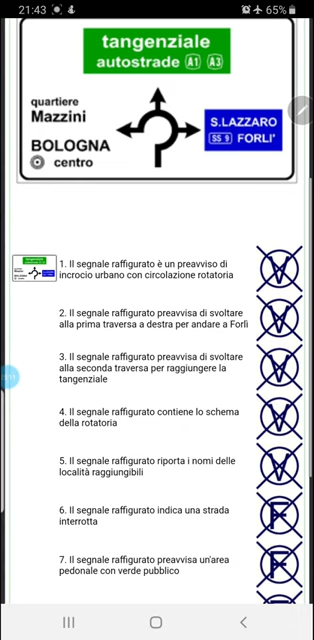 21:43 65%
tangenziale
autostrade A1 A3
quartiere
Mazzini
BOLOGNA
centro
S.LAZZARO
SS 9 FORLI'
1. Il segnale raffigurato è un preavviso di
incrocio urbano con circolazione rotatoria
V
2. Il segnale raffigurato preavvisa di svoltare
alla prima traversa a destra per andare a Forlì
V
3. Il segnale raffigurato preavvisa di svoltare
alla seconda traversa per raggiungere la
tangenziale
V
4. Il segnale raffigurato contiene lo schema
della rotatoria
V
5. Il segnale raffigurato riporta i nomi delle
località raggiungibili
V
6. Il segnale raffigurato indica una strada
interrotta
F
7. Il segnale raffigurato preavvisa un'area
pedonale con verde pubblico
F